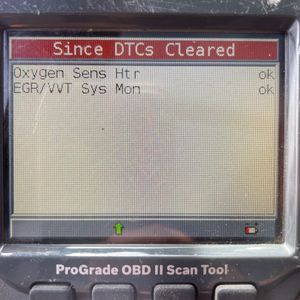 Since DTCs Cleared
Oxygen Sens Htr ok
EGR/VVT Sys Mon ok
ProGrade OBD II Scan Tool